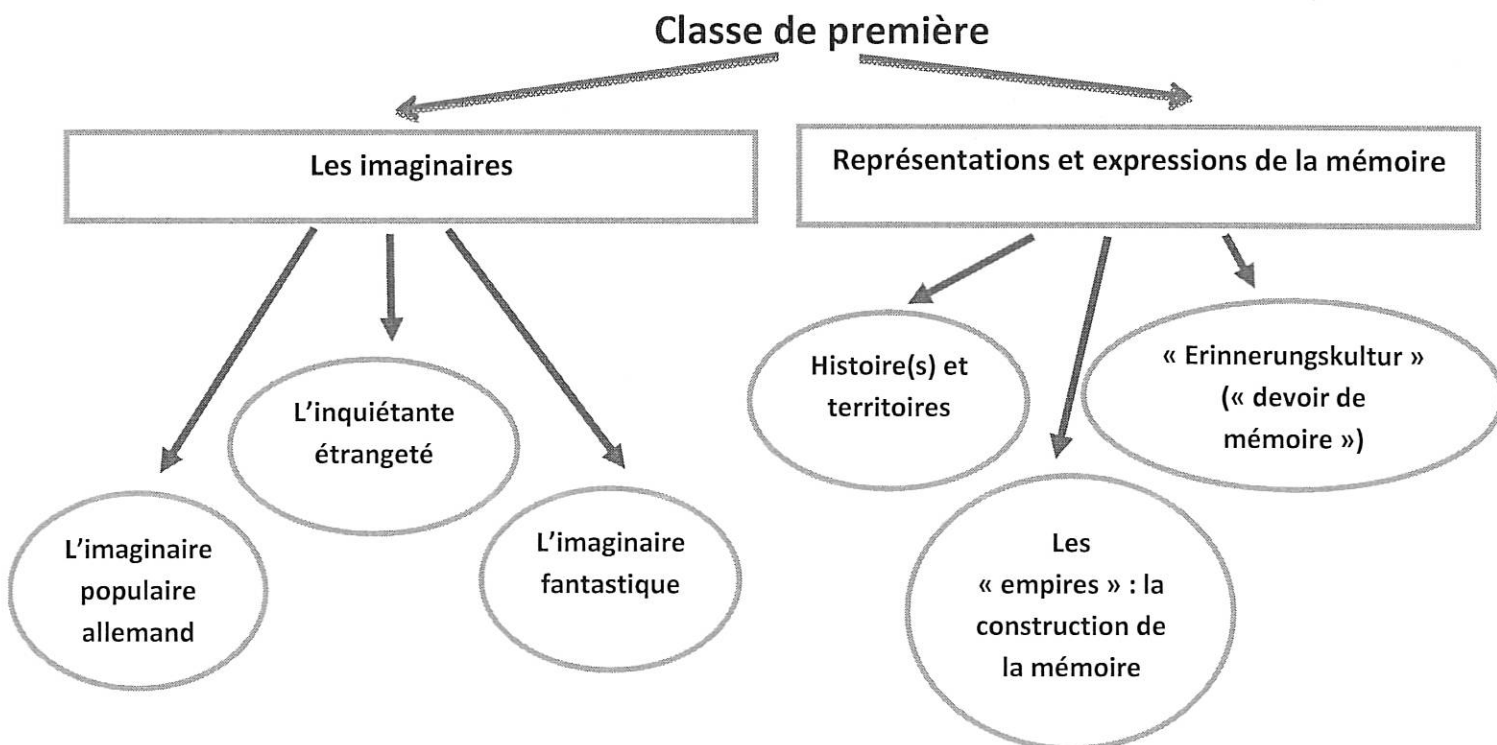 Classe de première
Les imaginaires
Représentations et expressions de la mémoire
L'imaginaire
populaire
allemand
L'inquiétante
étrangeté
L'imaginaire
fantastique
Histoire(s) et
territoires
Les
« empires » : la
construction de
la mémoire
« Erinnerungskultur »
(« devoir de
mémoire »)